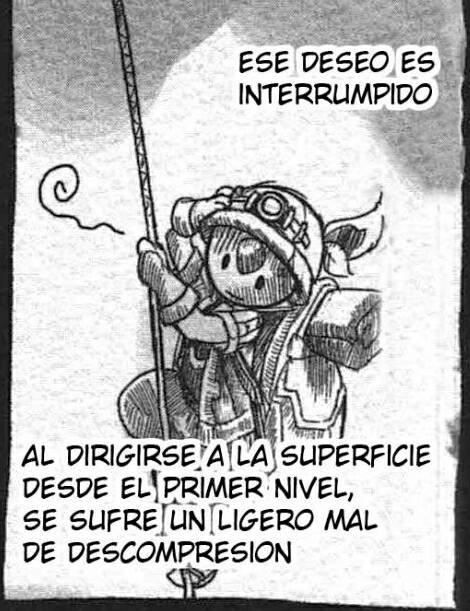 ESE DESEO ES
INTERRUMPIDO
AL DIRIGIRSE A LA SUPERFICIE
DESDE EL PRIMER NIVEL,
SE SUFRE UN LIGERO MAL
DE DESCOMPRESION